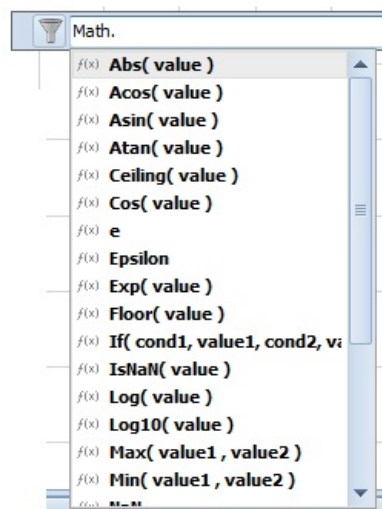 Math.
f(x) Abs( value )
f(x) Acos( value )
f(x) Asin( value )
f(x) Atan( value )
f(x) Ceiling( value )
f(x) Cos( value )
f(x) e
f(x) Epsilon
f(x) Exp( value )
f(x) Floor( value )
f(x) If( cond1, value1, cond2, va
f(x) IsNaN( value )
f(x) Log( value )
f(x) Log10( value )
f(x) Max( value1 , value2 )
f(x) Min( value1 , value2 )
f(x) NaN